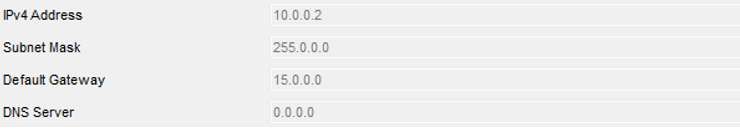 IPv4 Address 10.0.0.2
Subnet Mask 255.0.0.0
Default Gateway 15.0.0.0
DNS Server 0.0.0.0